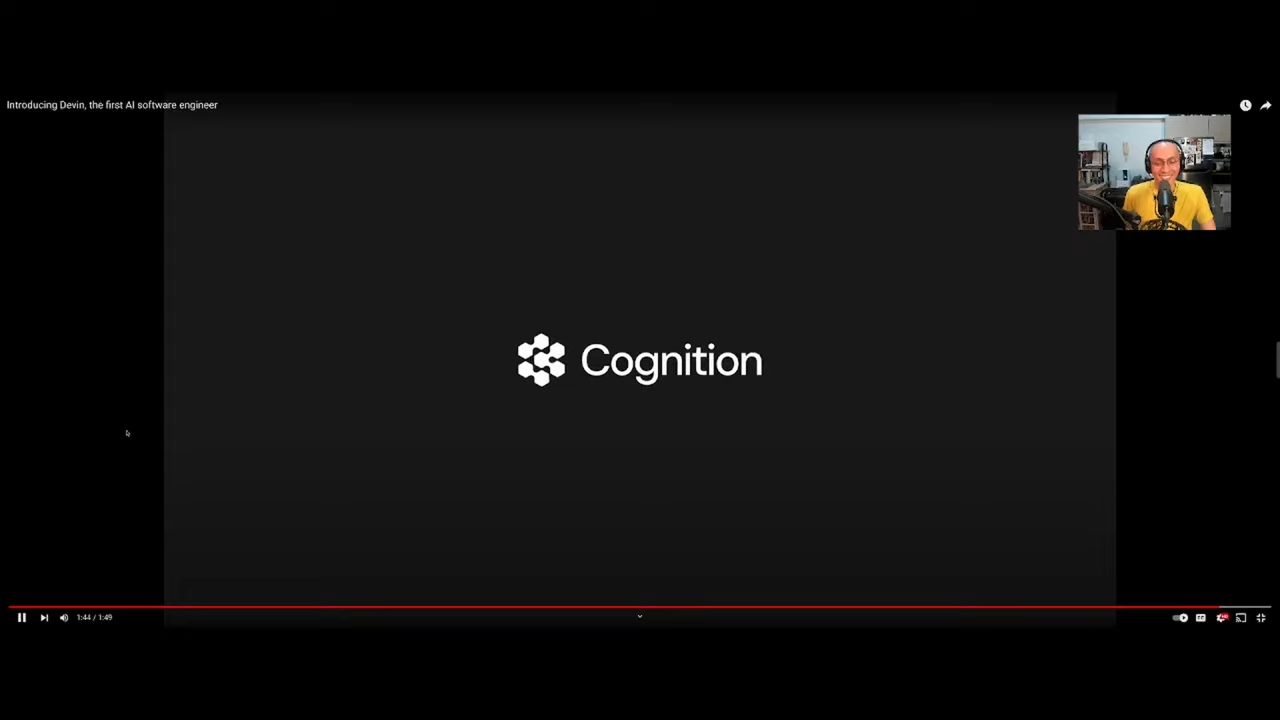 Introducing Devin, the first AI software engineer
Cognition
1:44 / 1:49